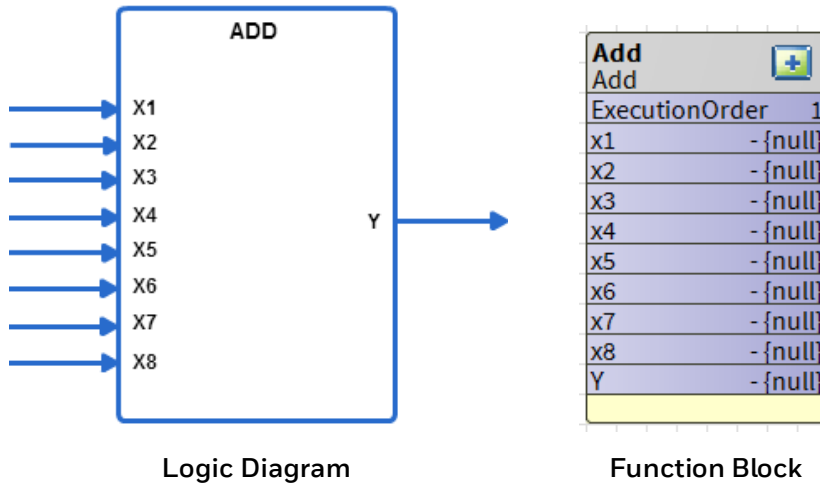 ADD
X1
X2
X3
X4
X5
X6
X7
X8
Y
Logic Diagram
Add
Add
ExecutionOrder 1
x1 - {null}
x2 - {null}
x3 - {null}
x4 - {null}
x5 - {null}
x6 - {null}
x7 - {null}
x8 - {null}
Y - {null}
Function Block